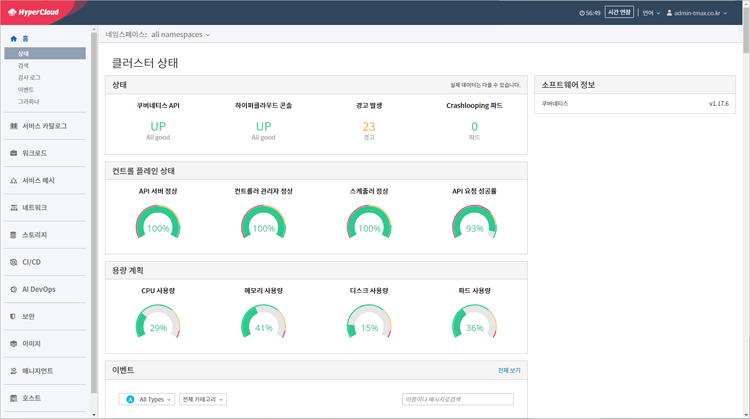 HyperCloud
56:49 시간 연장 언어 admin-tmax.co.kr
홈
상태
검색
감사 로그
이벤트
그라파나
서비스 카탈로그
워크로드
서비스 메시
네트워크
스토리지
CI/CD
AI DevOps
보안
이미지
매니지먼트
호스트
네임스페이스: all namespaces
클러스터 상태
상태 실제 데이터는 다를 수 있습니다.
쿠버네티스 API 하이퍼클라우드 콘솔 경고 발생 Crashlooping 파드
UP UP 23 0
All good All good 경고 파드
컨트롤 플레인 상태
API 서버 정상 컨트롤러 관리자 정상 스케줄러 정상 API 요청 성공률
100% 100% 100% 93%
용량 계획
CPU 사용량 메모리 사용량 디스크 사용량 파드 사용량
29% 41% 15% 36%
이벤트 전체 보기
A All Types 전체 카테고리 이름이나 메시지로검색
소프트웨어 정보
쿠버네티스 v1.17.6